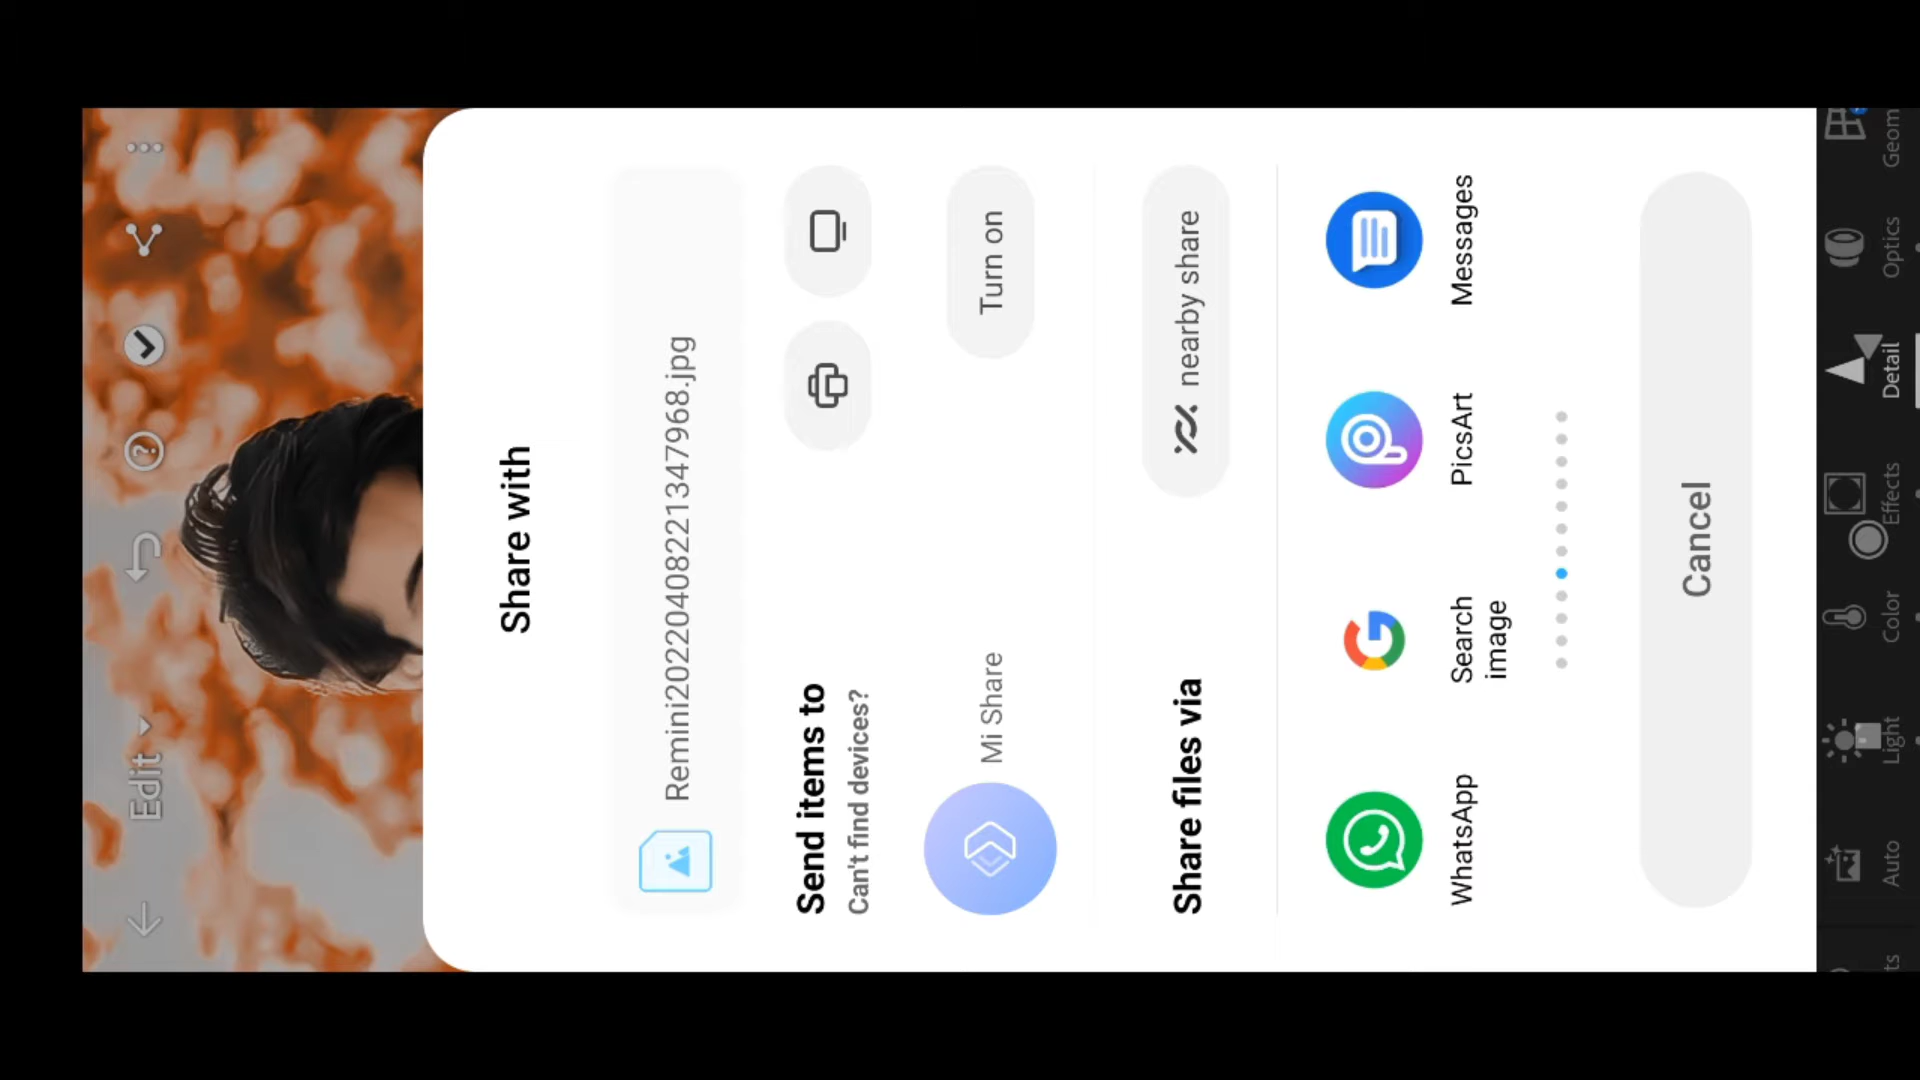 Edit
Share with
Remini20220408221347968.jpg
Send items to
Can't find devices?
Mi Share
Turn on
Share files via
nearby share
WhatsApp
Search
image
PicsArt
Messages
Cancel
ts
Auto
Light
Color
Effects
Detail
Optics
Geom